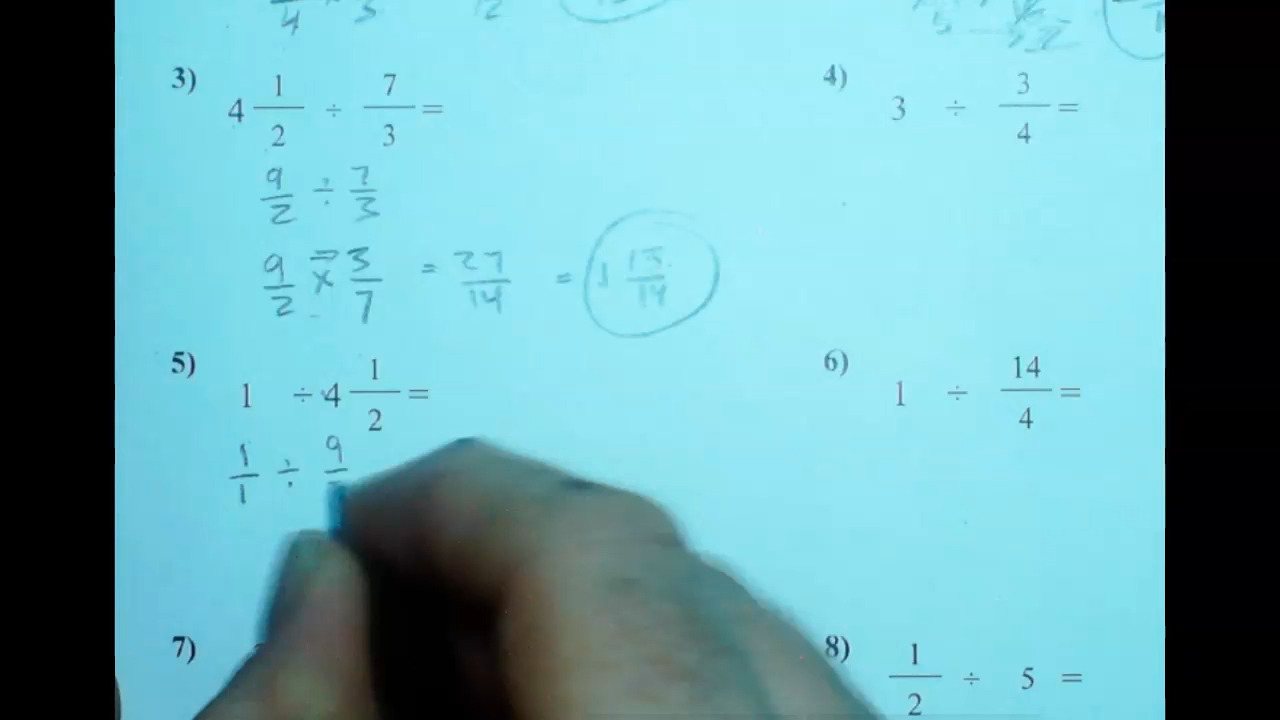 3) 4 1/2 ÷ 7/3 =
9/2 ÷ 7/3
9/2 × 3/7 = 27/14 = 1 13/14
4) 3 ÷ 3/4 =
5) 1 ÷ 4 1/2 =
1/1 ÷ 9/
6) 1 ÷ 14/4 =
7)
8) 1/2 ÷ 5 =